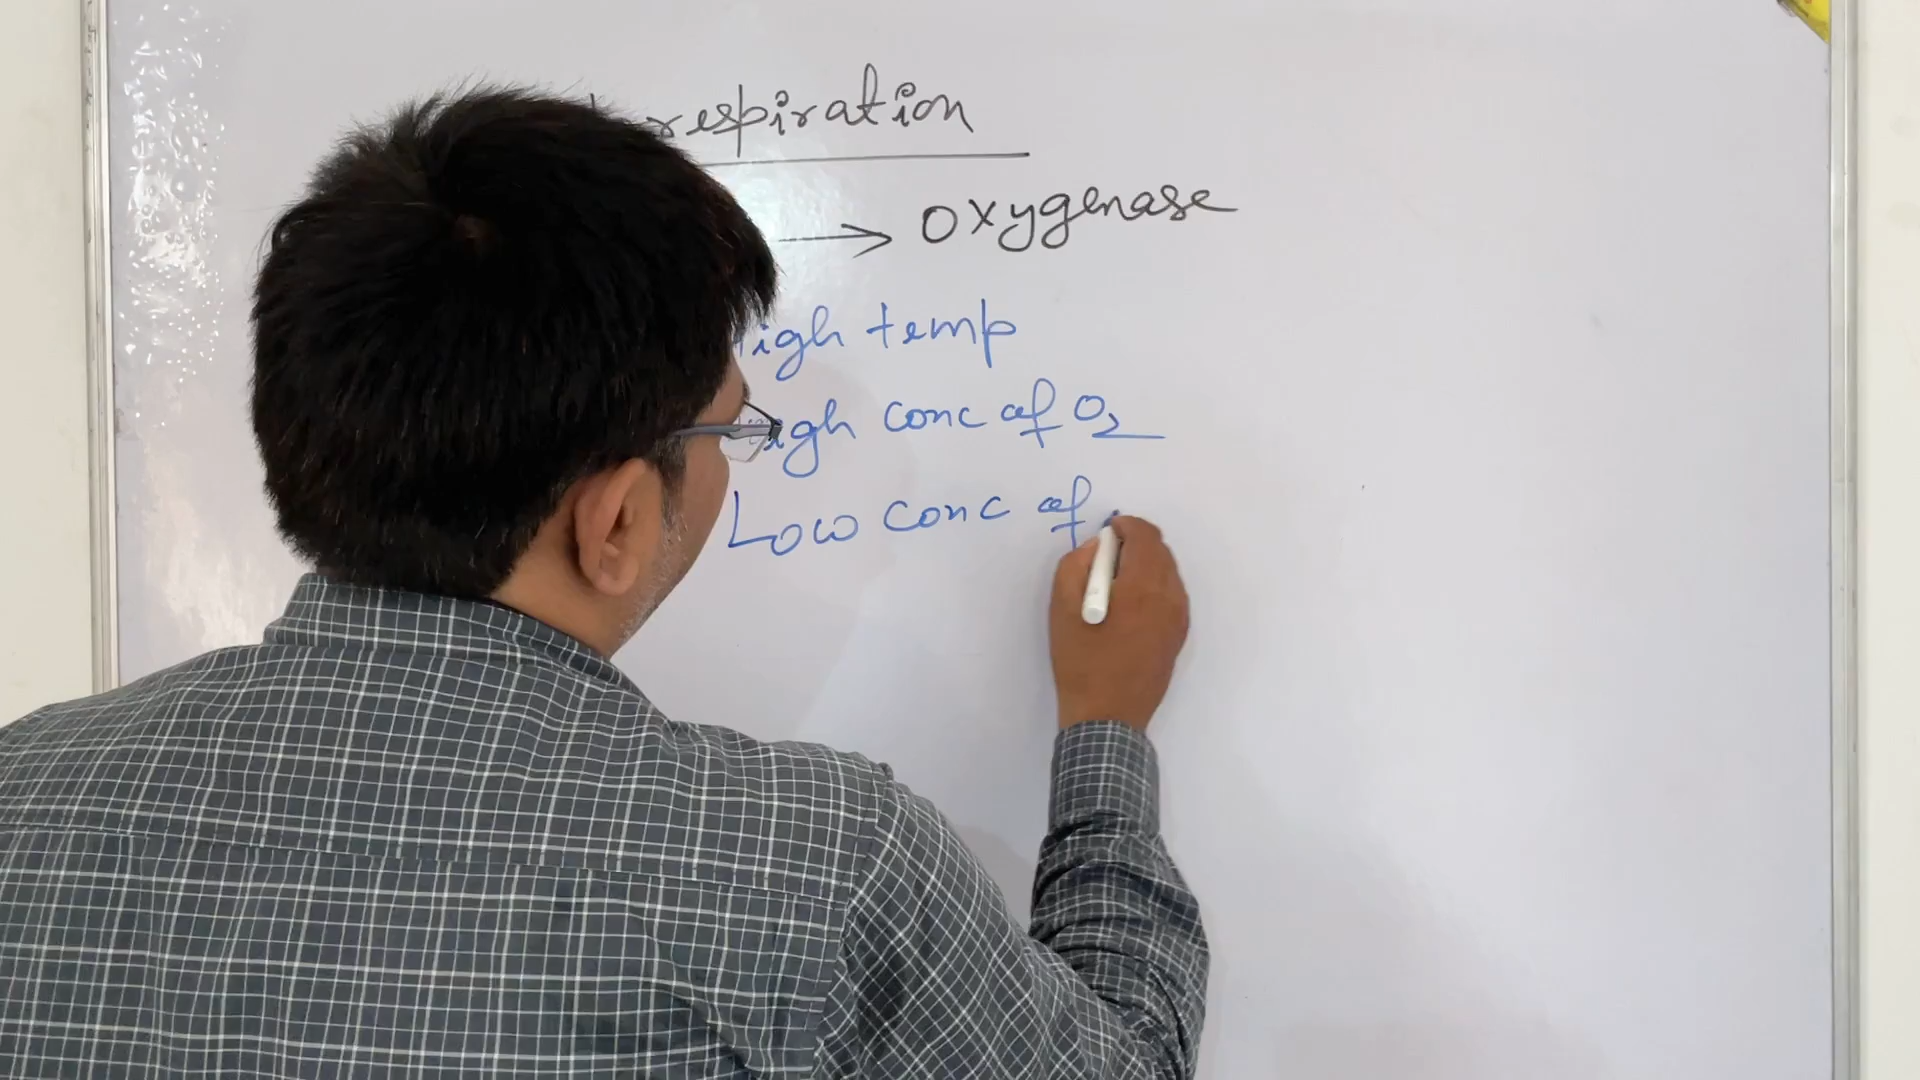 respiration
→ Oxygenase
High temp
High conc of O₂
Low conc of